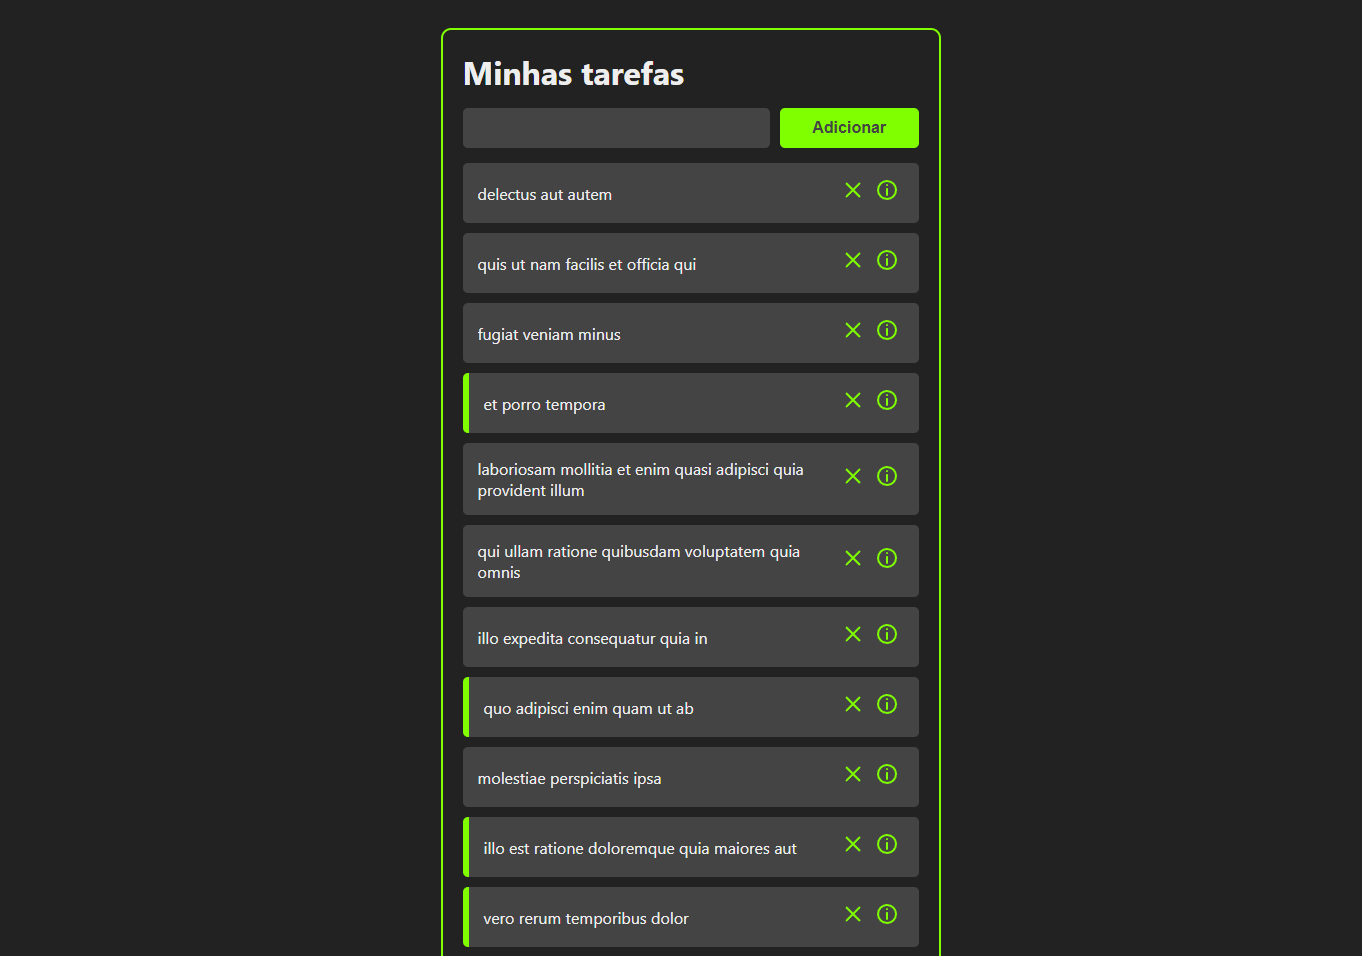 Minhas tarefas
Adicionar
delectus aut autem
quis ut nam facilis et officia qui
fugiat veniam minus
et porro tempora
laboriosam mollitia et enim quasi adipisci quia
provident illum
qui ullam ratione quibusdam voluptatem quia
omnis
illo expedita consequatur quia in
quo adipisci enim quam ut ab
molestiae perspiciatis ipsa
illo est ratione doloremque quia maiores aut
vero rerum temporibus dolor